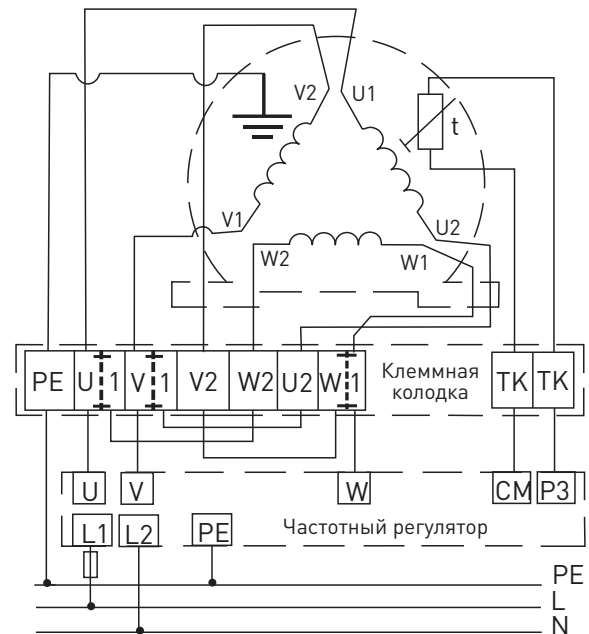 V2 U1
t
V1 U2
W2 W1
PE U 1 V 1 V2 W2 U2 W 1
Клеммная
колодка
TK TK
U V W CM P3
L1 L2 PE
Частотный регулятор
PE
L
N